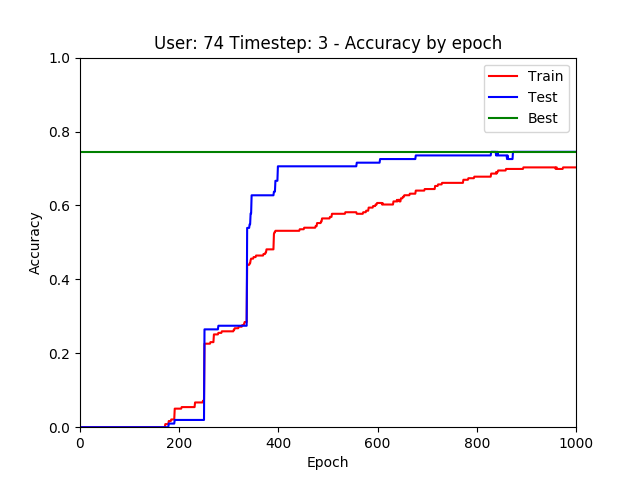 User: 74 Timestep: 3 - Accuracy by epoch
1.0
0.8
0.6
0.4
0.2
0.0
Accuracy
Train
Test
Best
0 200 400 600 800 1000
Epoch